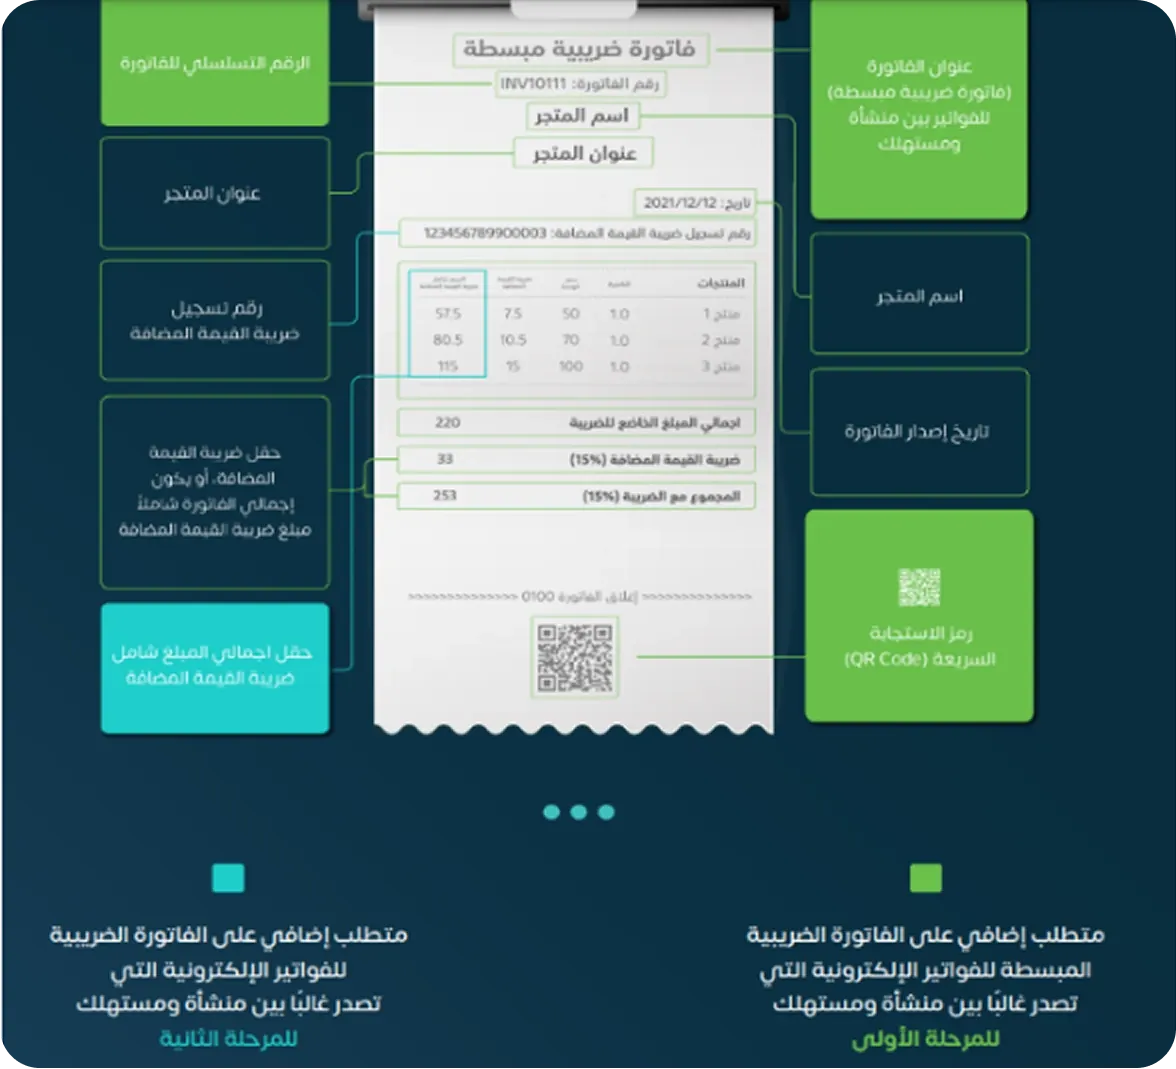 فاتورة ضريبية مبسطة
رقم الفاتورة: INV10111
اسم المتجر
عنوان المتجر
تاريخ: 2021/12/12
رقم تسجيل ضريبة القيمة المضافة: 123456789900003
المنتجات
منتج 1 1.0 50 7.5 57.5
منتج 2 1.0 70 10.5 80.5
منتج 3 1.0 100 15 115
اجمالي المبلغ الخاضع للضريبة 220
ضريبة القيمة المضافة (15%) 33
المجموع مع الضريبة (15%) 253
>>>>>>>>>>>>>> إغلاق الفاتورة 0100 <<<<<<<<<<<<<<
عنوان الفاتورة
(فاتورة ضريبية مبسطة)
للفواتير بين منشأة
ومستهلك
اسم المتجر
تاريخ إصدار الفاتورة
رمز الاستجابة
السريعة (QR Code)
الرقم التسلسلي للفاتورة
عنوان المتجر
رقم تسجيل
ضريبة القيمة المضافة
حقل ضريبة القيمة
المضافة، أو يكون
إجمالي الفاتورة شاملاً
مبلغ ضريبة القيمة المضافة
حقل اجمالي المبلغ شامل
ضريبة القيمة المضافة
متطلب إضافي على الفاتورة الضريبية
المبسطة للفواتير الإلكترونية التي
تصدر غالبًا بين منشأة ومستهلك
للمرحلة الأولى
متطلب إضافي على الفاتورة الضريبية
للفواتير الإلكترونية التي
تصدر غالبًا بين منشأة ومستهلك
للمرحلة الثانية